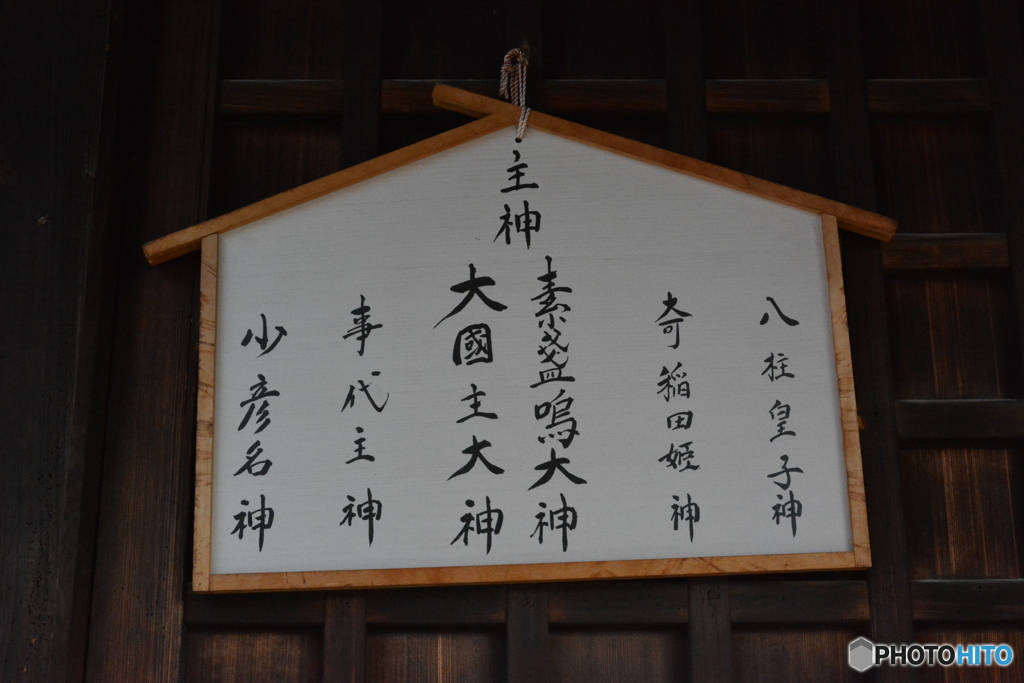 主神
八柱皇子神
奇稲田姫神
素盞嗚大神
大國主大神
事代主神
少彦名神
PHOTOHITO